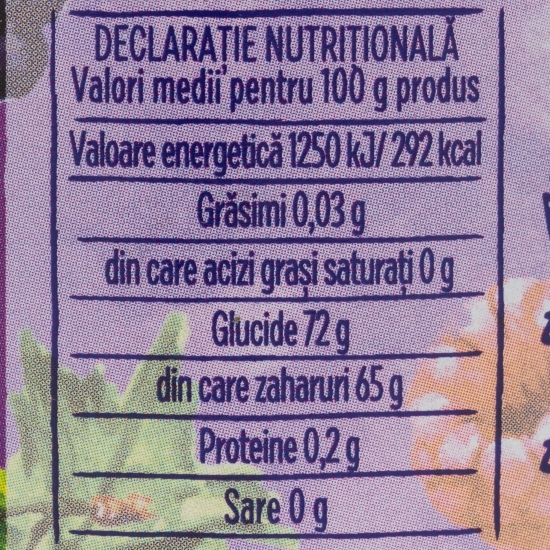 DECLARAȚIE NUTRIȚIONALĂ
Valori medii pentru 100 g produs
Valoare energetică 1250 kJ/ 292 kcal
Grăsimi 0,03 g
din care acizi grași saturați 0 g
Glucide 72 g
din care zaharuri 65 g
Proteine 0,2 g
Sare 0 g